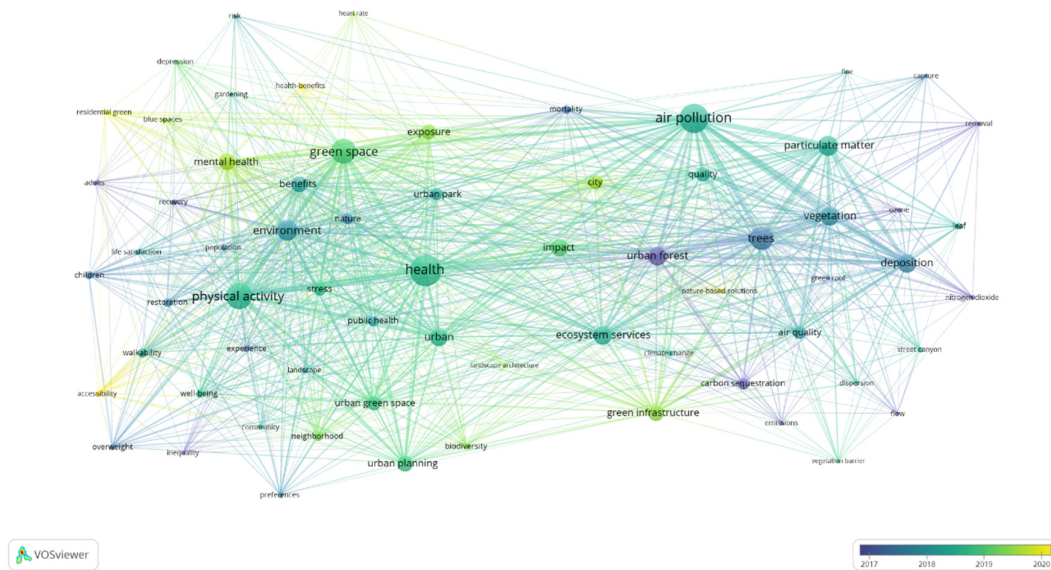 heart rate
risk
depression
fine
capture
health benefits
gardening
residential green
blue spaces
mortality
air pollution
removal
exposure
green space
particulate matter
mental health
quality
benefits
city
adults
urban park
recovery
nature
vegetation
ozone
leaf
environment
trees
life satisfaction
population
impact
urban forest
deposition
children
health
green roof
stress
nature-based solutions
physical activity
nitrogen dioxide
restoration
public health
urban
ecosystem services
air quality
experience
walkability
climate change
street canyon
landscape
landscape architecture
accessibility
well-being
carbon sequestration
dispersion
urban green space
green infrastructure
flow
community
emissions
neighborhood
overweight
inequality
biodiversity
urban planning
vegetation barrier
preferences
VOSviewer
2017 2018 2019 2020